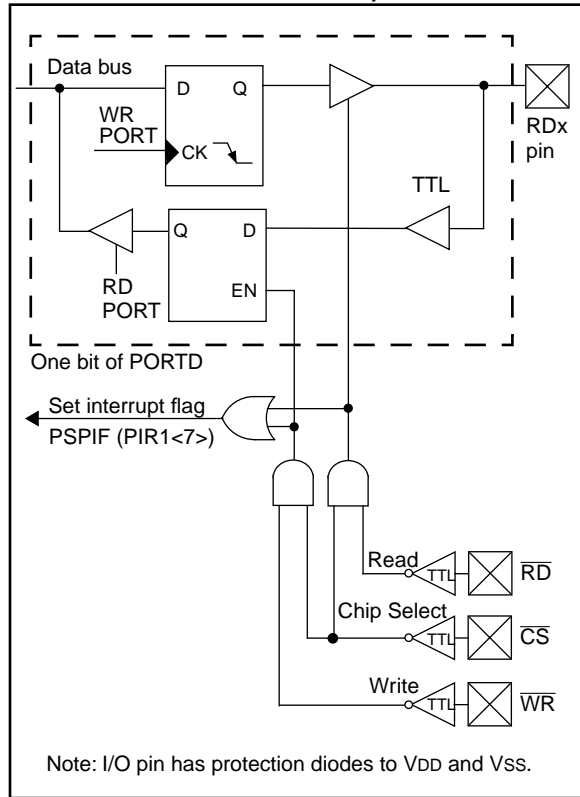 Data bus
D
Q
WR
PORT
CK
RDx
pin
TTL
Q
D
RD
PORT
EN
One bit of PORTD
Set interrupt flag
PSPIF (PIR1<7>)
Read
TTL
RD
Chip Select
TTL
CS
Write
TTL
WR
Note: I/O pin has protection diodes to VDD and VSS.